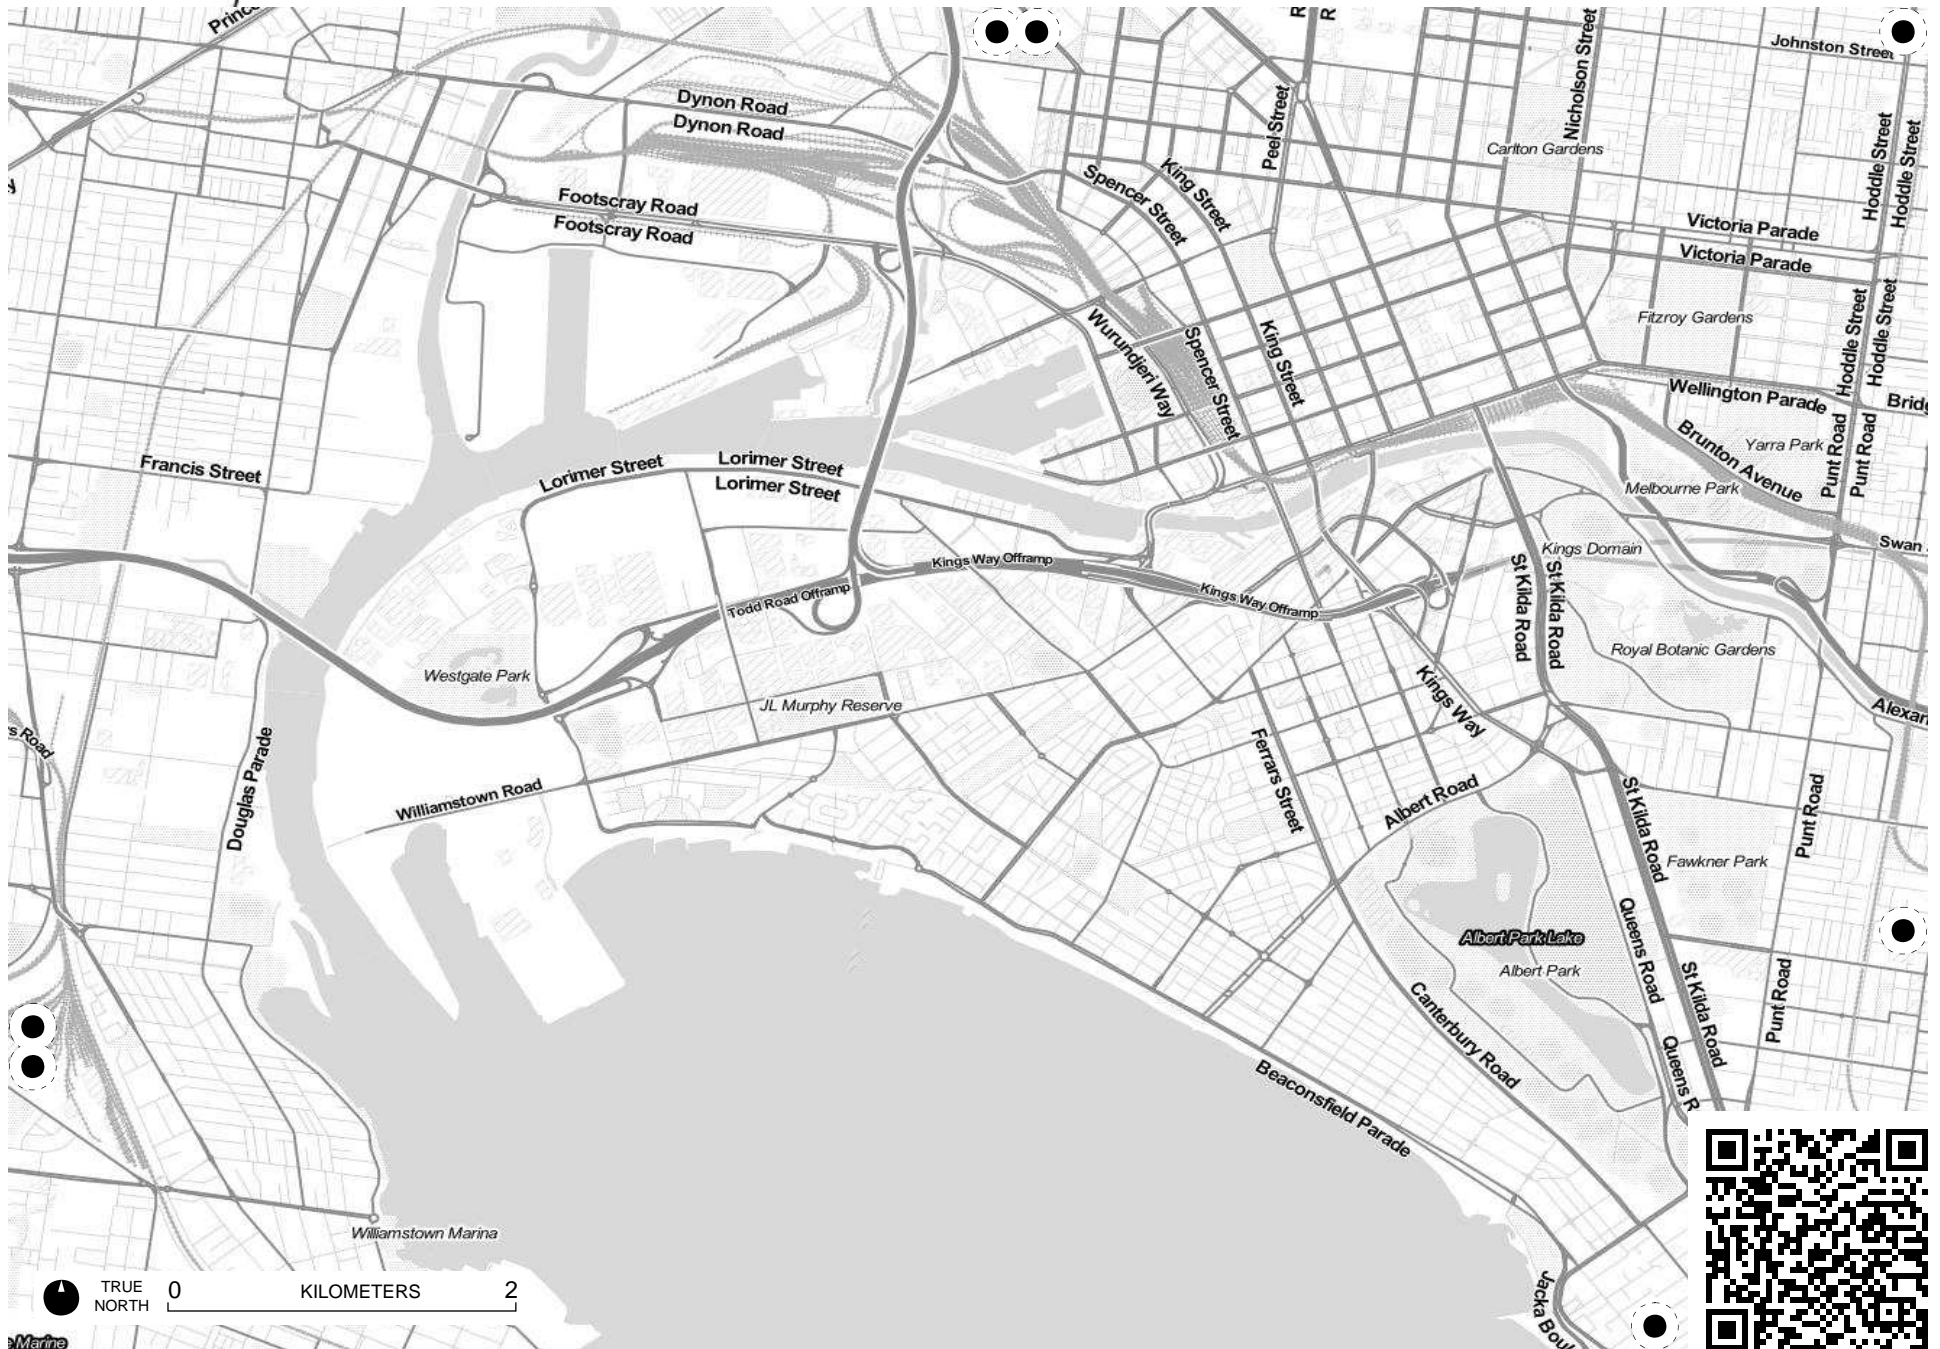 Johnston Street
Nicholson Street
Dynon Road
Dynon Road
Peel Street
Carlton Gardens
Hoddle Street
Hoddle Street
King Street
Spencer Street
Footscray Road
Footscray Road
Victoria Parade
Victoria Parade
Wurundjeri Way
Spencer Street
King Street
Fitzroy Gardens
Hoddle Street
Hoddle Street
Wellington Parade
Brunton Avenue
Yarra Park
Punt Road
Punt Road
Francis Street
Lorimer Street
Lorimer Street
Lorimer Street
Melbourne Park
Swan
Kings Way Offramp
Todd Road Offramp
Kings Way Offramp
Kings Domain
St Kilda Road
St Kilda Road
Royal Botanic Gardens
Westgate Park
JL Murphy Reserve
Kings Way
Alexan
s Road
Douglas Parade
Williamstown Road
Ferrars Street
Albert Road
St Kilda Road
Punt Road
Fawkner Park
Queens Road
Albert Park Lake
Albert Park
Canterbury Road
St Kilda Road
Punt Road
Queens R
Beaconsfield Parade
Williamstown Marina
TRUE
NORTH
0 KILOMETERS 2
Jacka Boul
e Marine